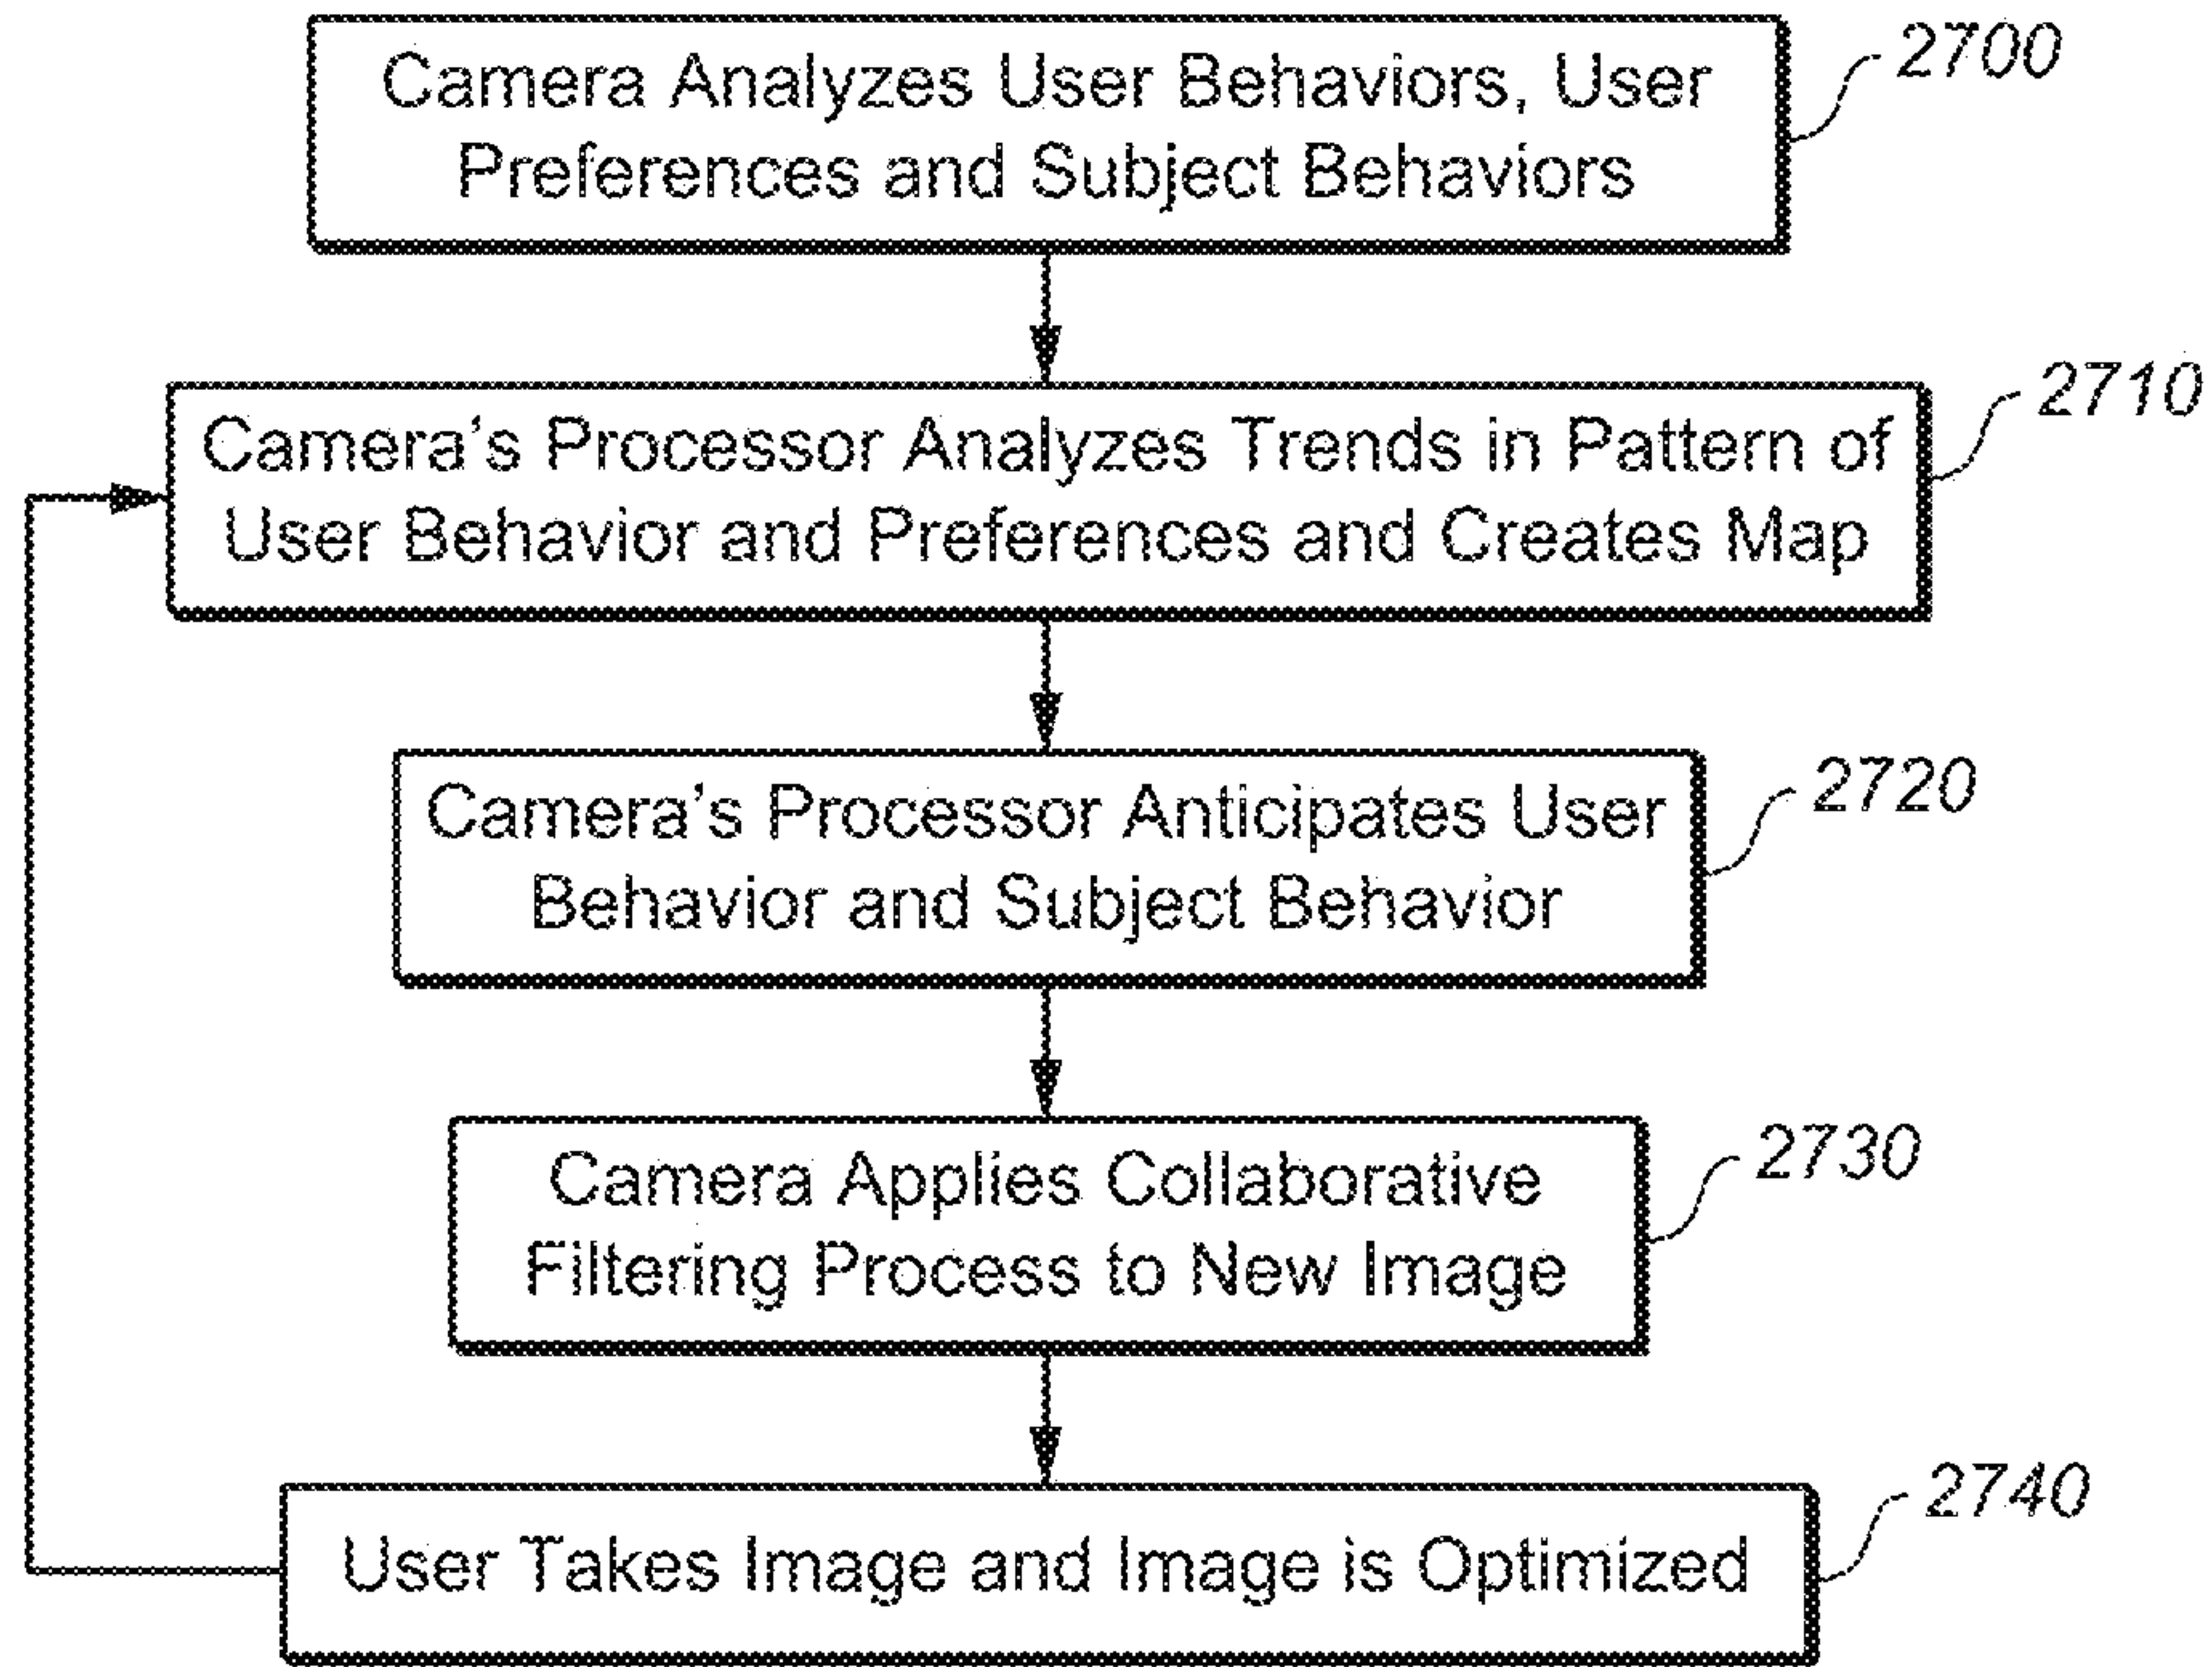 Camera Analyzes User Behaviors, User
Preferences and Subject Behaviors
2700
Camera's Processor Analyzes Trends in Pattern of
User Behavior and Preferences and Creates Map
2710
Camera's Processor Anticipates User
Behavior and Subject Behavior
2720
Camera Applies Collaborative
Filtering Process to New Image
2730
User Takes Image and Image is Optimized
2740